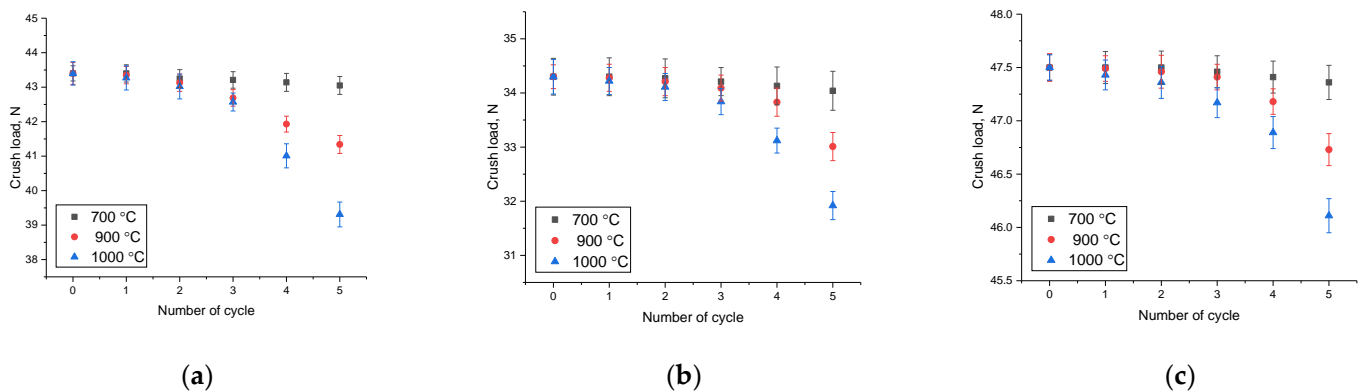 45
44
43
42
41
40
39
38
Crush load, N
700 °C
900 °C
1000 °C
0 1 2 3 4 5
Number of cycle
(a)
35
34
33
32
31
Crush load, N
700 °C
900 °C
1000 °C
0 1 2 3 4 5
Number of cycle
(b)
48.0
47.5
47.0
46.5
46.0
45.5
Crush load, N
700 °C
900 °C
1000 °C
0 1 2 3 4 5
Number of cycle
(c)